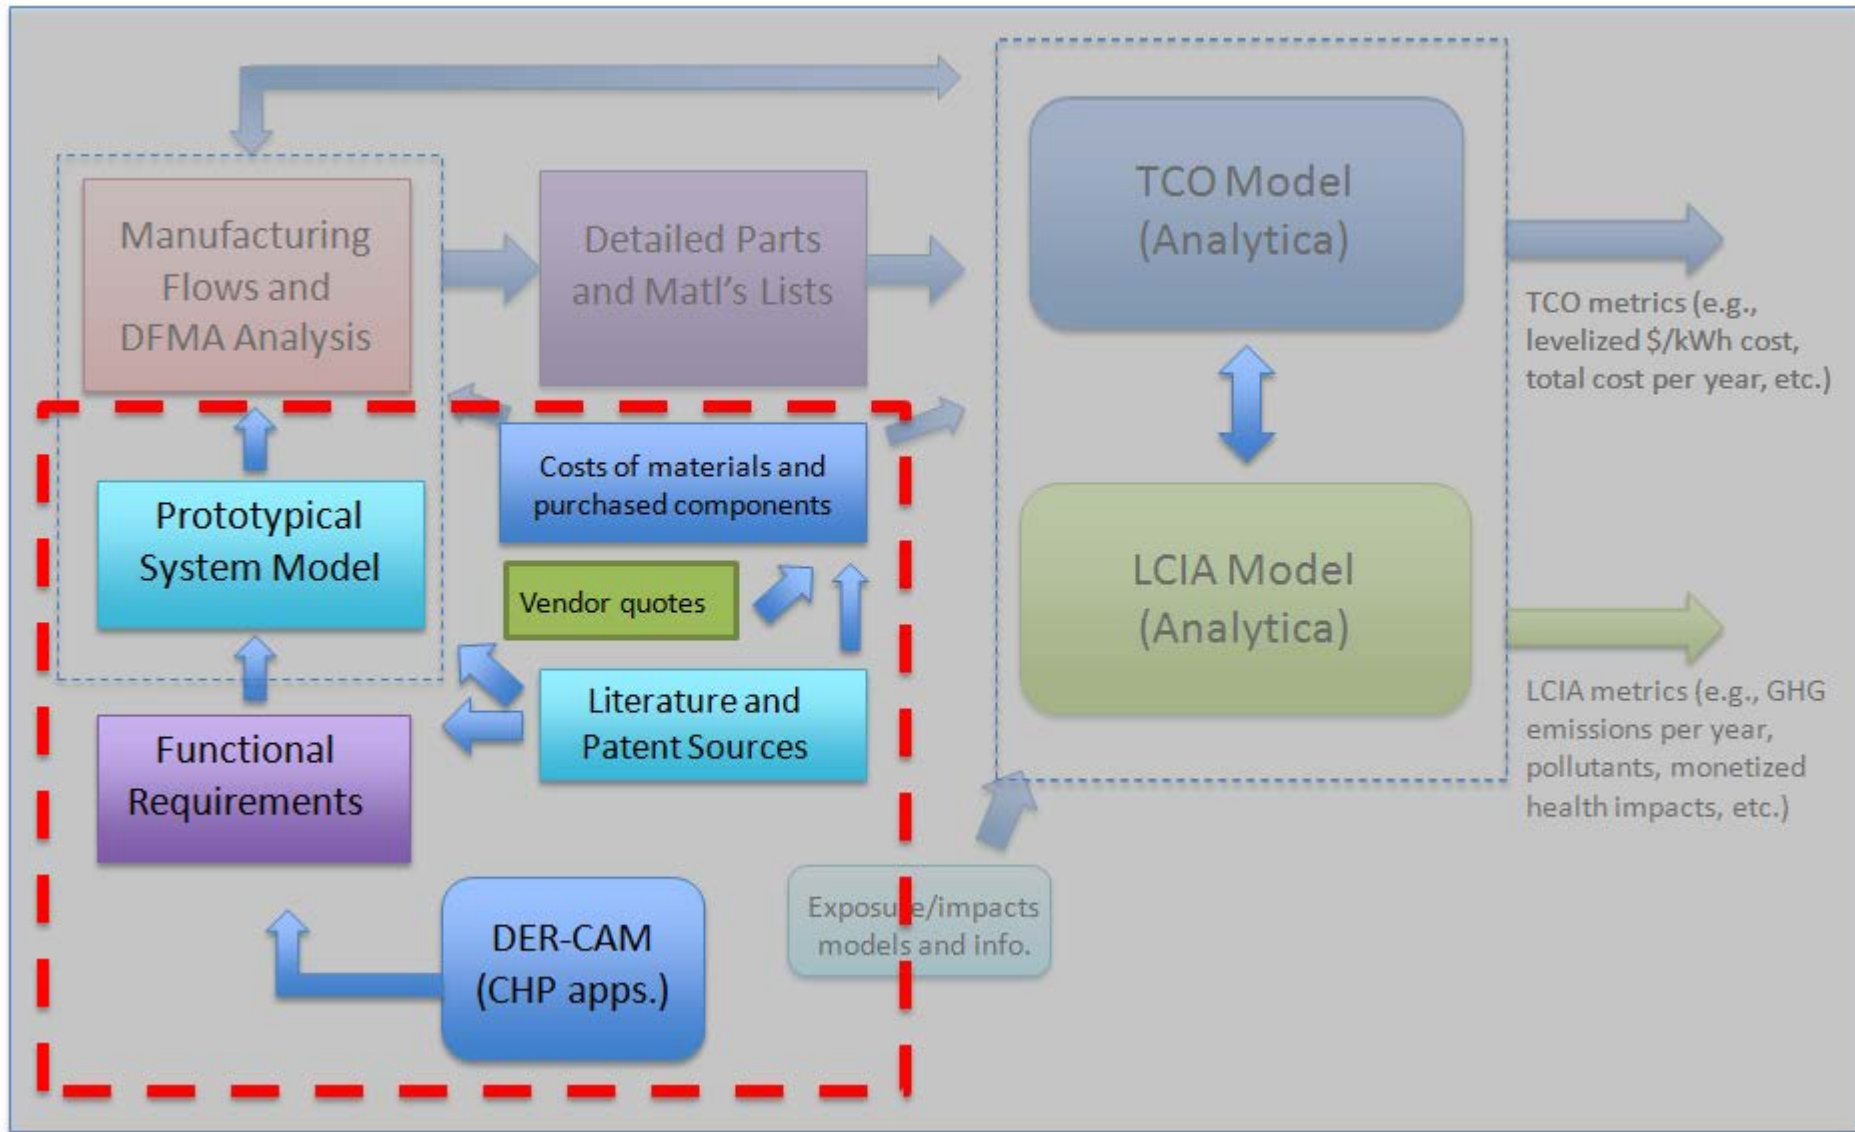 Manufacturing
Flows and
DFMA Analysis
Detailed Parts
and Matl's Lists
TCO Model
(Analytica)
TCO metrics (e.g.,
levelized $/kWh cost,
total cost per year, etc.)
Costs of materials and
purchased components
Prototypical
System Model
Vendor quotes
LCIA Model
(Analytica)
Literature and
Patent Sources
LCIA metrics (e.g., GHG
emissions per year,
pollutants, monetized
health impacts, etc.)
Functional
Requirements
DER-CAM
(CHP apps.)
Exposure/impacts
models and info.